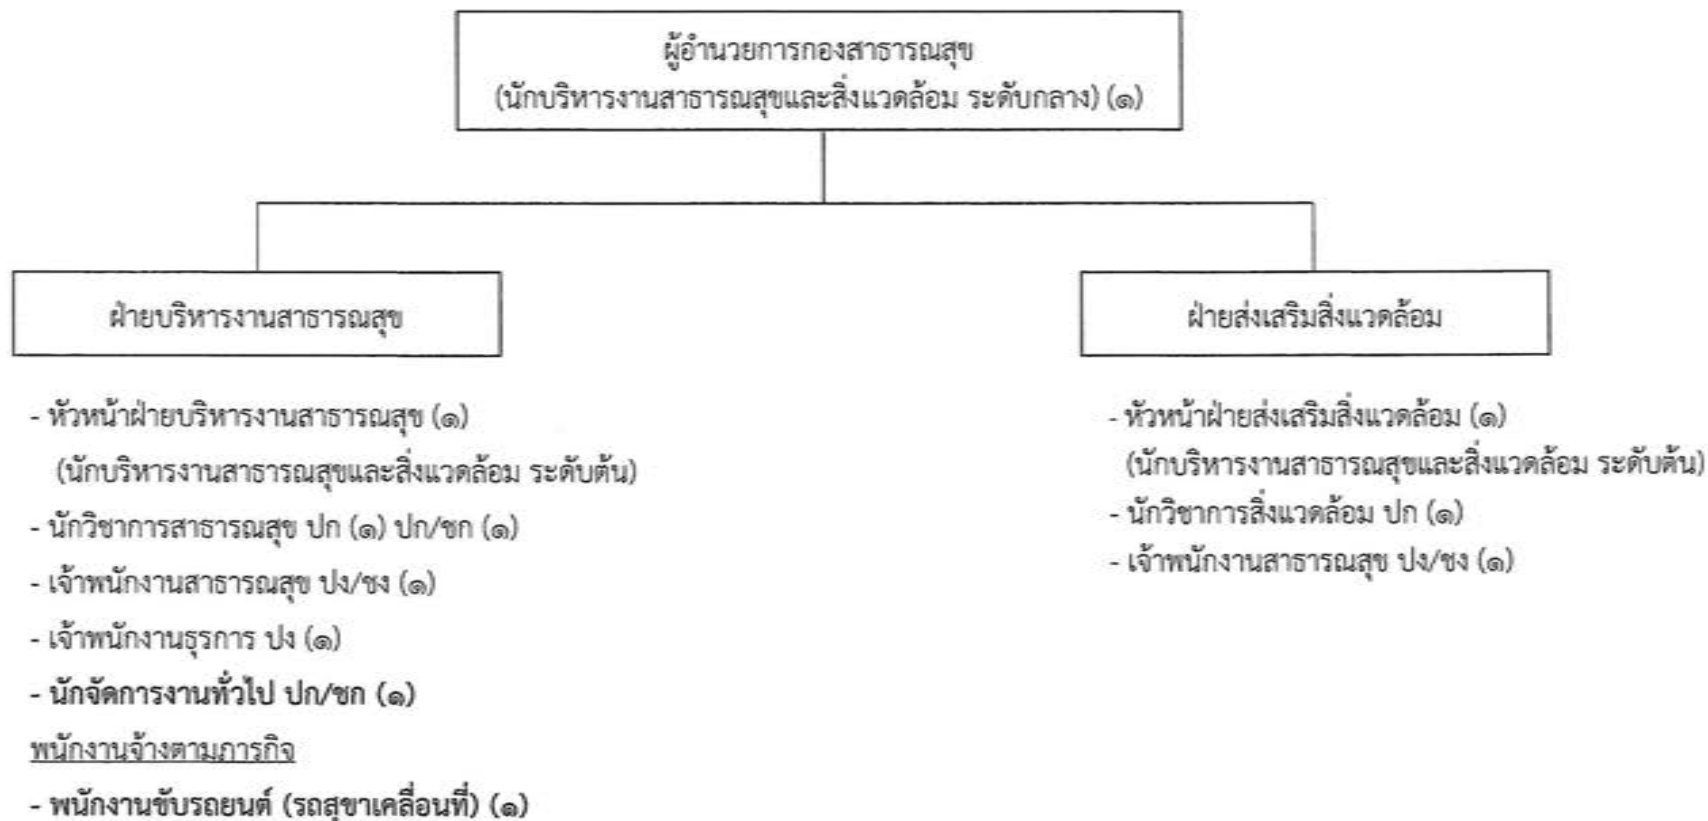 ผู้อำนวยการกองสาธารณสุข
(นักบริหารงานสาธารณสุขและสิ่งแวดล้อม ระดับกลาง) (๑)
ฝ่ายบริหารงานสาธารณสุข
- หัวหน้าฝ่ายบริหารงานสาธารณสุข (๑)
(นักบริหารงานสาธารณสุขและสิ่งแวดล้อม ระดับต้น)
- นักวิชาการสาธารณสุข ปก (๑) ปก/ชก (๑)
- เจ้าพนักงานสาธารณสุข ปง/ชง (๑)
- เจ้าพนักงานธุรการ ปง (๑)
- นักจัดการงานทั่วไป ปก/ชก (๑)
พนักงานจ้างตามภารกิจ
- พนักงานขับรถยนต์ (รถสุขาเคลื่อนที่) (๑)
ฝ่ายส่งเสริมสิ่งแวดล้อม
- หัวหน้าฝ่ายส่งเสริมสิ่งแวดล้อม (๑)
(นักบริหารงานสาธารณสุขและสิ่งแวดล้อม ระดับต้น)
- นักวิชาการสิ่งแวดล้อม ปก (๑)
- เจ้าพนักงานสาธารณสุข ปง/ชง (๑)